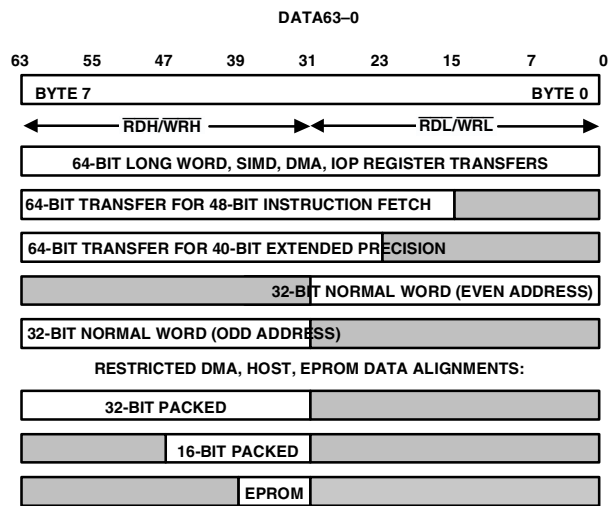 DATA63–0
63 55 47 39 31 23 15 7 0
BYTE 7 BYTE 0
RDH/WRH RDL/WRL
64-BIT LONG WORD, SIMD, DMA, IOP REGISTER TRANSFERS
64-BIT TRANSFER FOR 48-BIT INSTRUCTION FETCH
64-BIT TRANSFER FOR 40-BIT EXTENDED PRECISION
32-BIT NORMAL WORD (EVEN ADDRESS)
32-BIT NORMAL WORD (ODD ADDRESS)
RESTRICTED DMA, HOST, EPROM DATA ALIGNMENTS:
32-BIT PACKED
16-BIT PACKED
EPROM